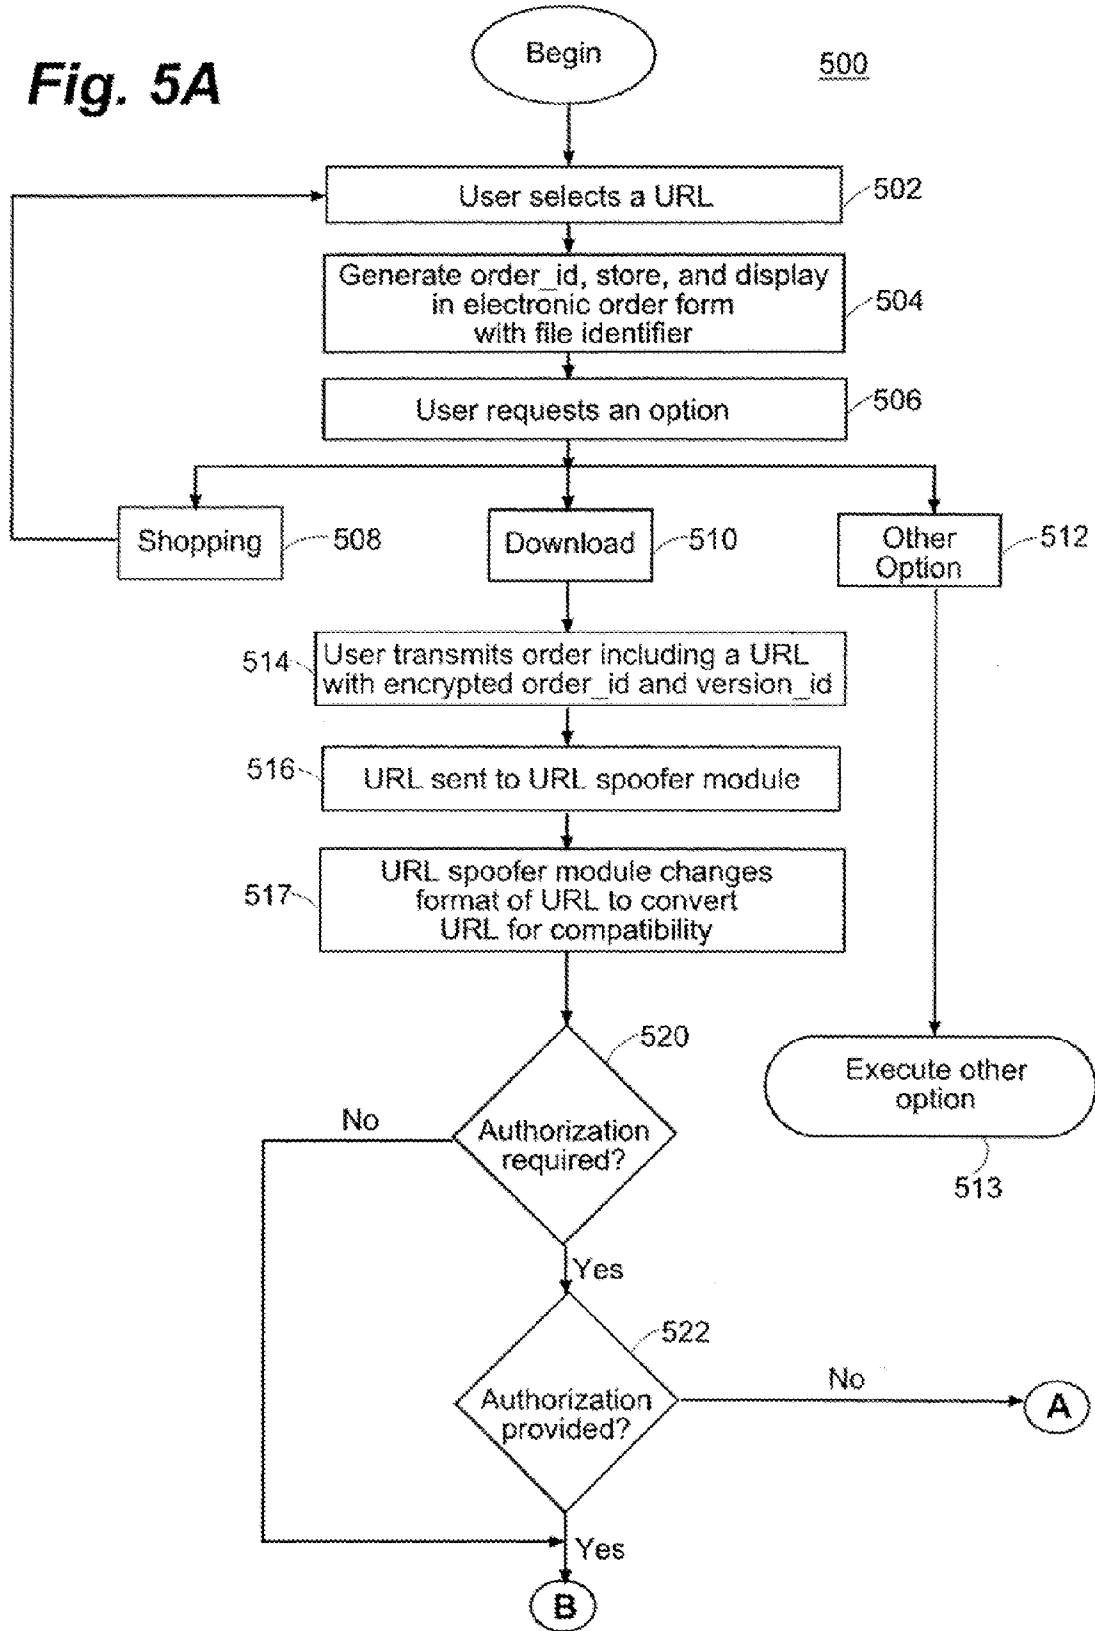 Fig. 5A
Begin
500
User selects a URL
502
Generate order_id, store, and display
in electronic order form
with file identifier
504
User requests an option
506
Shopping
508
Download
510
Other
Option
512
514
User transmits order including a URL
with encrypted order_id and version_id
516
URL sent to URL spoofer module
517
URL spoofer module changes
format of URL to convert
URL for compatibility
520
Authorization
required?
No
Execute other
option
513
Yes
522
Authorization
provided?
No
A
Yes
B